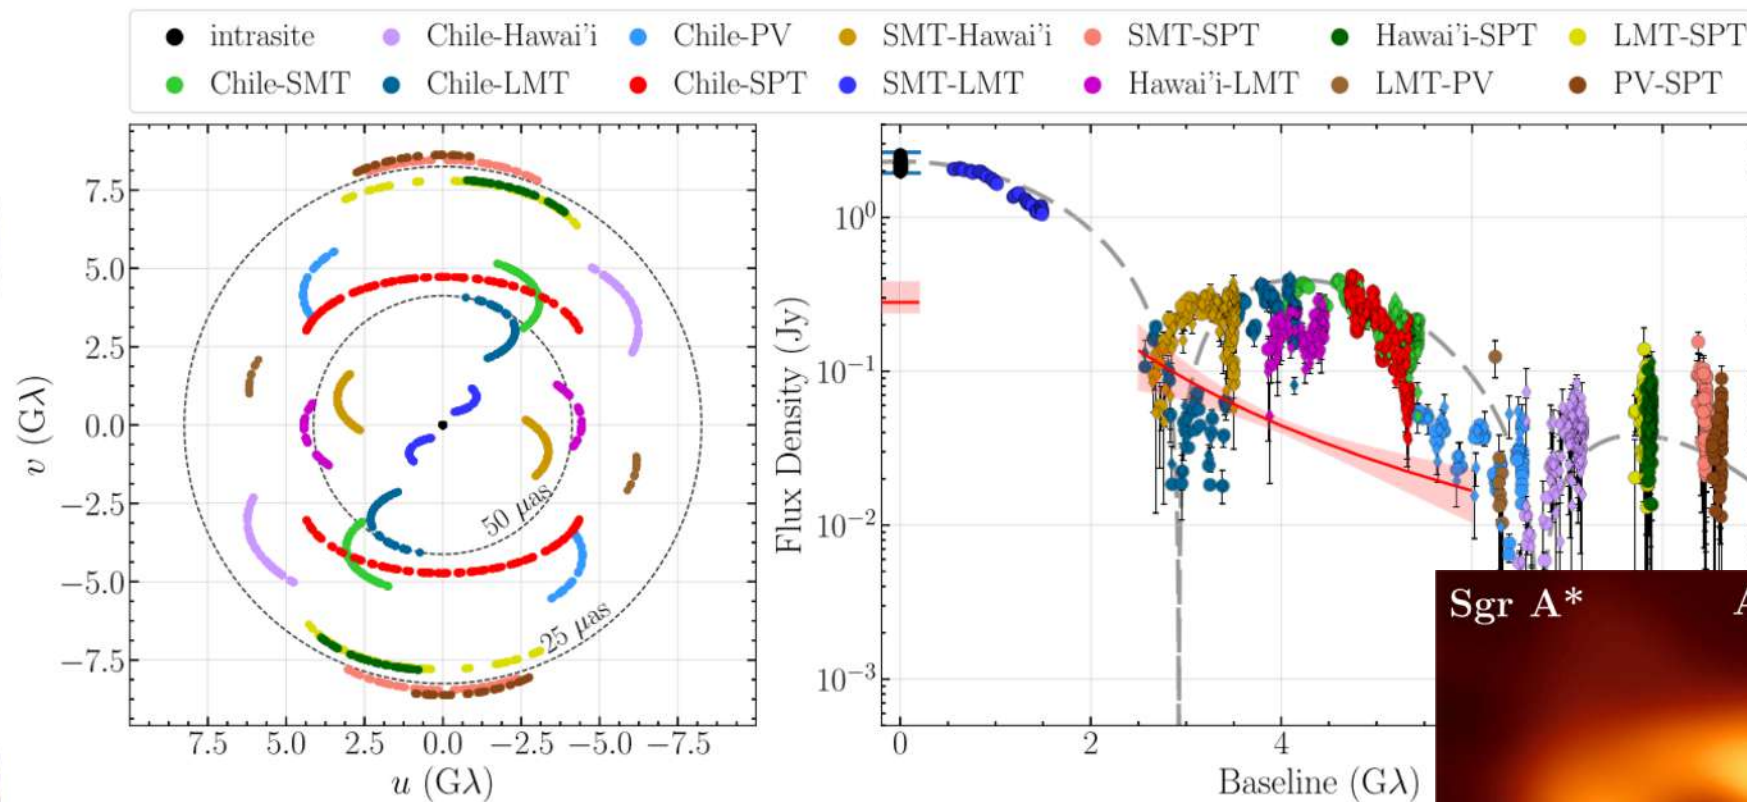 intrasite Chile-Hawai'i Chile-PV SMT-Hawai'i SMT-SPT Hawai'i-SPT LMT-SPT
Chile-SMT Chile-LMT Chile-SPT SMT-LMT Hawai'i-LMT LMT-PV PV-SPT
7.5
5.0
2.5
0.0
−2.5
−5.0
−7.5
v (Gλ)
50 μas
25 μas
7.5 5.0 2.5 0.0 −2.5 −5.0 −7.5
u (Gλ)
10⁰
10⁻¹
10⁻²
10⁻³
Flux Density (Jy)
0 2 4
Baseline (Gλ)
Sgr A*